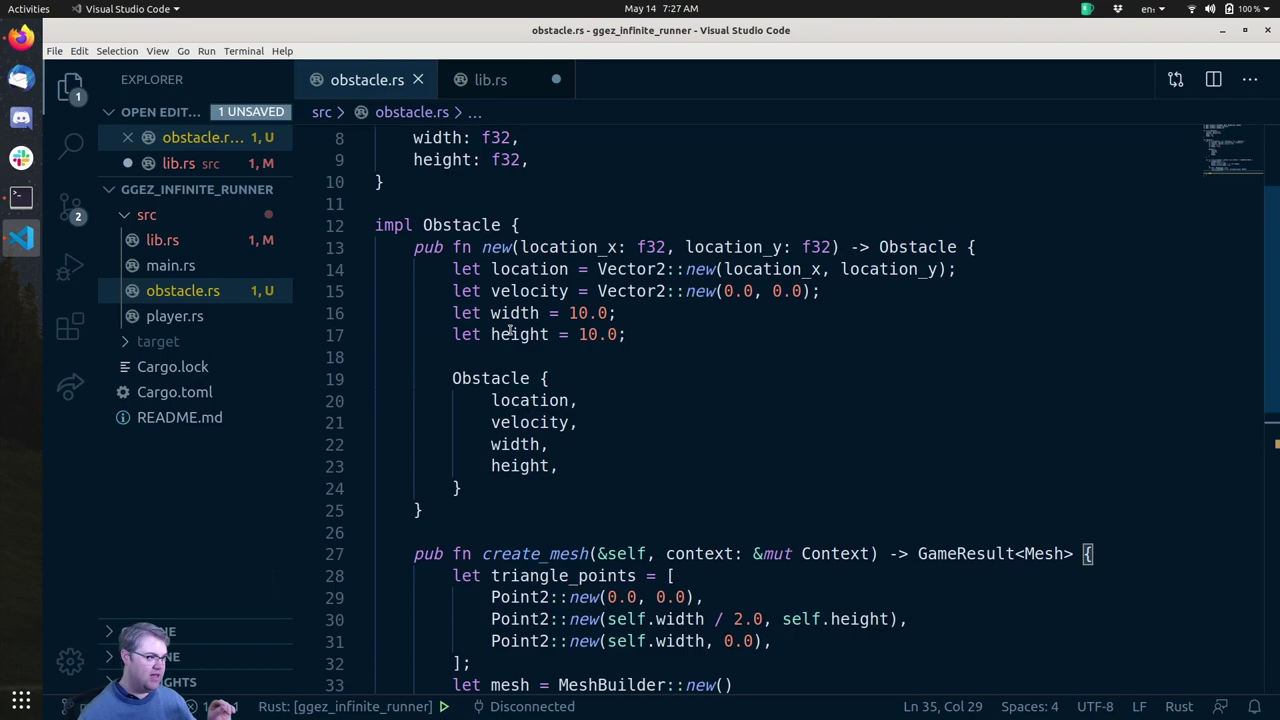 Activities
Visual Studio Code
May 14 7:27 AM
en
100 %
obstacle.rs - ggez_infinite_runner - Visual Studio Code
File Edit Selection View Go Run Terminal Help
EXPLORER
OPEN EDIT... 1 UNSAVED
obstacle.r... 1, U
lib.rs src 1, M
GGEZ_INFINITE_RUNNER
src
lib.rs 1, M
main.rs
obstacle.rs 1, U
player.rs
target
Cargo.lock
Cargo.toml
README.md
1
2
obstacle.rs
lib.rs
src > obstacle.rs > ...
8 width: f32,
9 height: f32,
10 }
11
12 impl Obstacle {
13 pub fn new(location_x: f32, location_y: f32) -> Obstacle {
14 let location = Vector2::new(location_x, location_y);
15 let velocity = Vector2::new(0.0, 0.0);
16 let width = 10.0;
17 let height = 10.0;
18
19 Obstacle {
20 location,
21 velocity,
22 width,
23 height,
24 }
25 }
26
27 pub fn create_mesh(&self, context: &mut Context) -> GameResult<Mesh> {
28 let triangle_points = [
29 Point2::new(0.0, 0.0),
30 Point2::new(self.width / 2.0, self.height),
31 Point2::new(self.width, 0.0),
32 ];
33 let mesh = MeshBuilder::new()
Rust: [ggez_infinite_runner]
Disconnected
Ln 35, Col 29
Spaces: 4
UTF-8
LF
Rust